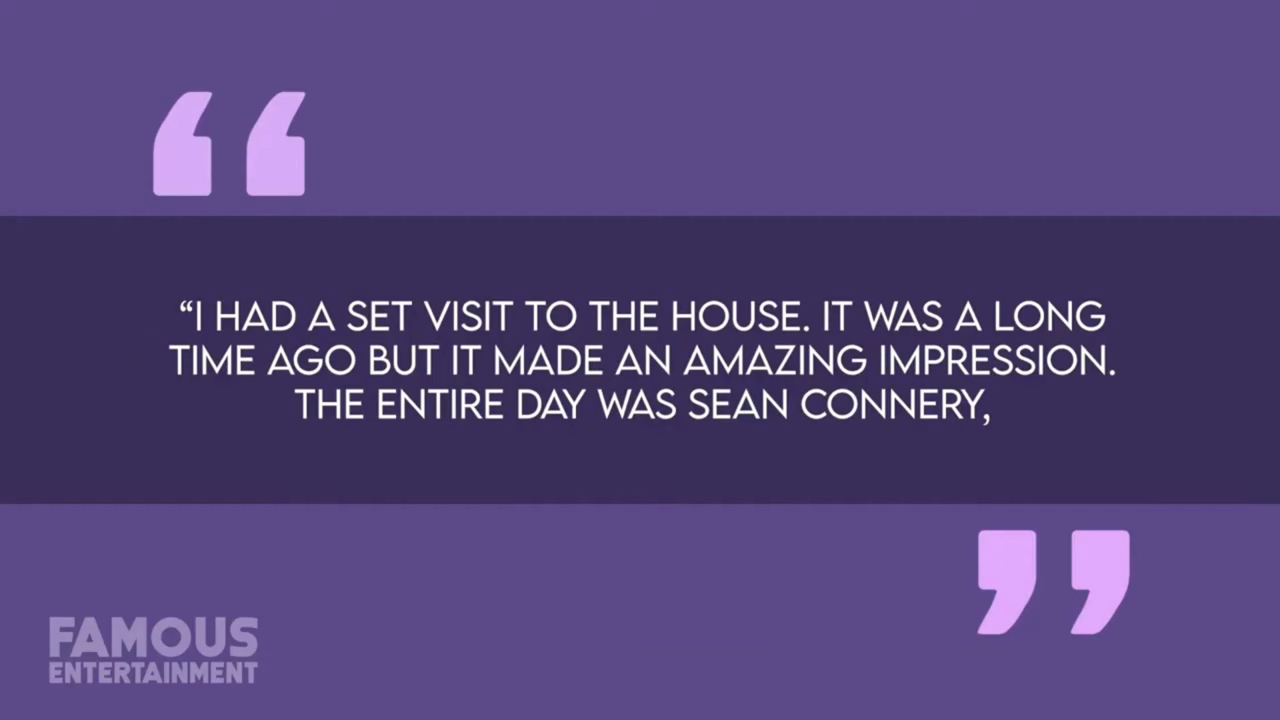 “I HAD A SET VISIT TO THE HOUSE. IT WAS A LONG
TIME AGO BUT IT MADE AN AMAZING IMPRESSION.
THE ENTIRE DAY WAS SEAN CONNERY,
FAMOUS
ENTERTAINMENT